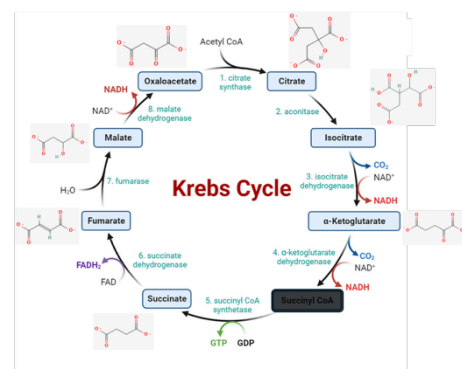 Acetyl CoA
Oxaloacetate
1. citrate
synthase
Citrate
2. aconitase
Isocitrate
CO₂
3. isocitrate
dehydrogenase
NAD⁺
NADH
α-Ketoglutarate
4. α-ketoglutarate
dehydrogenase
CO₂
NAD⁺
NADH
Succinyl CoA
5. succinyl CoA
synthetase
GTP
GDP
Succinate
6. succinate
dehydrogenase
FADH₂
FAD
Fumarate
H₂O
7. fumarase
Malate
8. malate
dehydrogenase
NAD⁺
NADH
Krebs Cycle